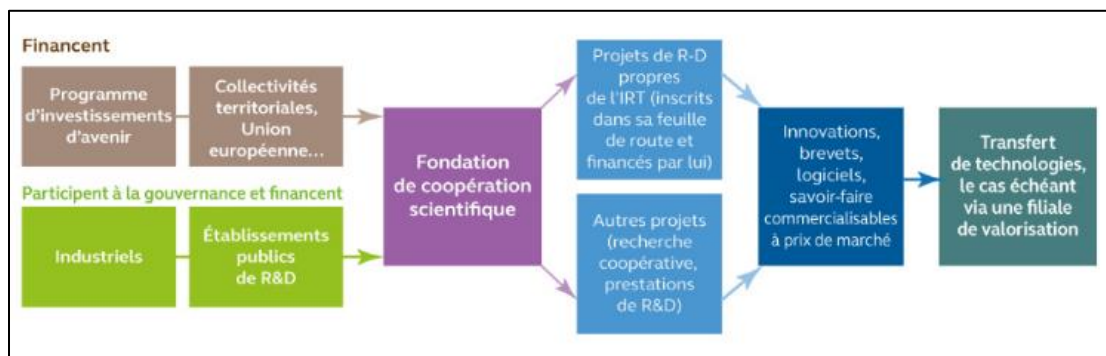 Financent
Programme
d'investissements
d'avenir
Collectivités
territoriales,
Union
européenne...
Participent à la gouvernance et financent
Industriels
Établissements
publics
de R&D
Fondation
de coopération
scientifique
Projets de R-D
propres
de l'IRT (inscrits
dans sa feuille
de route et
financés par lui)
Autres projets
(recherche
coopérative,
prestations
de R&D)
Innovations,
brevets,
logiciels,
savoir-faire
commercialisables
à prix de marché
Transfert
de technologies,
le cas échéant
via une filiale
de valorisation